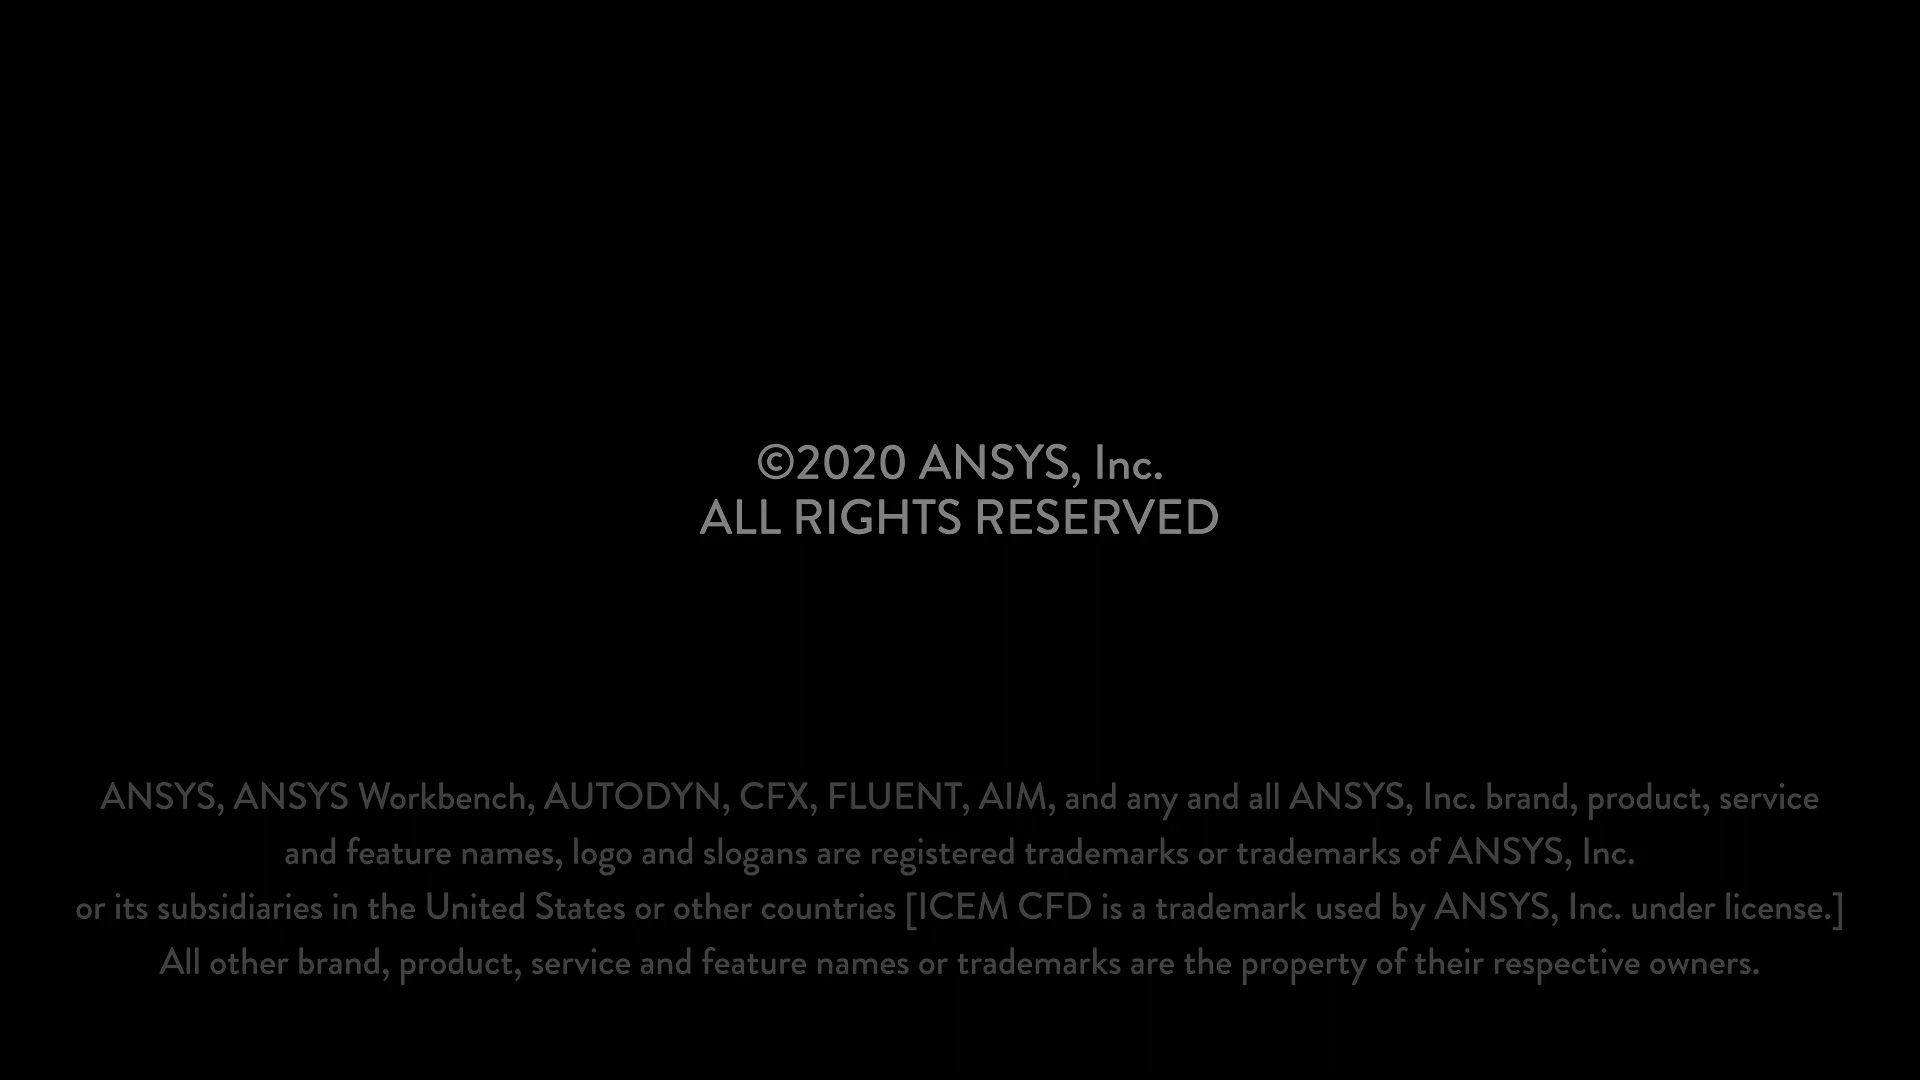 ©2020 ANSYS, Inc.
ALL RIGHTS RESERVED
ANSYS, ANSYS Workbench, AUTODYN, CFX, FLUENT, AIM, and any and all ANSYS, Inc. brand, product, service
and feature names, logo and slogans are registered trademarks or trademarks of ANSYS, Inc.
or its subsidiaries in the United States or other countries [ICEM CFD is a trademark used by ANSYS, Inc. under license.]
All other brand, product, service and feature names or trademarks are the property of their respective owners.